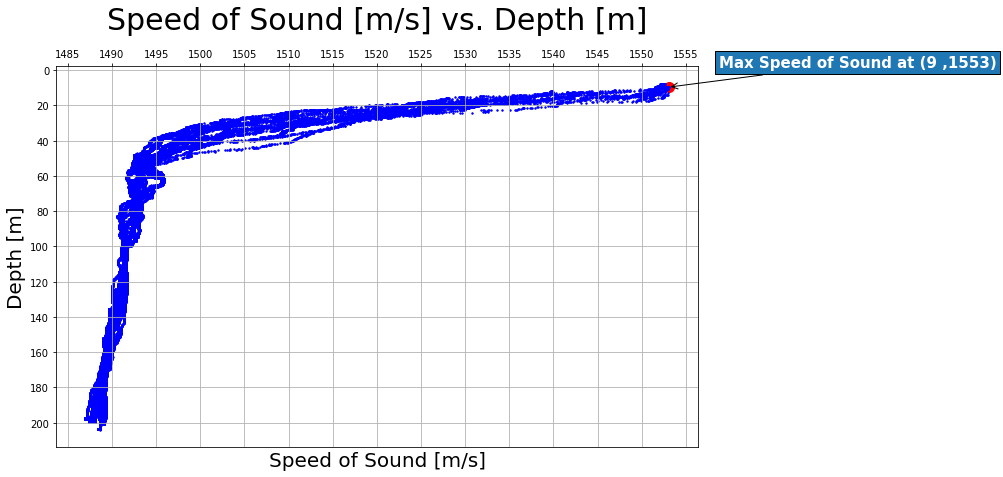 Speed of Sound [m/s] vs. Depth [m]
1485 1490 1495 1500 1505 1510 1515 1520 1525 1530 1535 1540 1545 1550 1555
Max Speed of Sound at (9 ,1553)
0
20
40
60
80
100
120
140
160
180
200
Depth [m]
Speed of Sound [m/s]